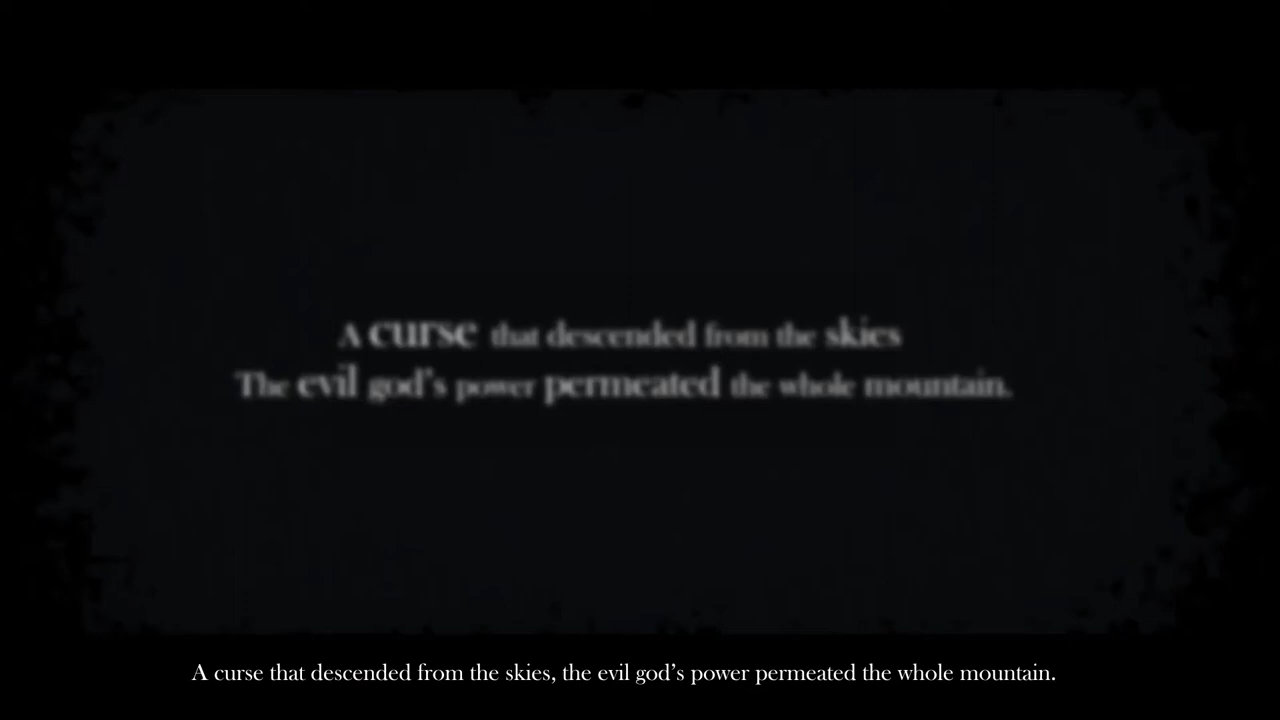 A curse that descended from the skies
The evil god's power permeated the whole mountain.
A curse that descended from the skies, the evil god’s power permeated the whole mountain.